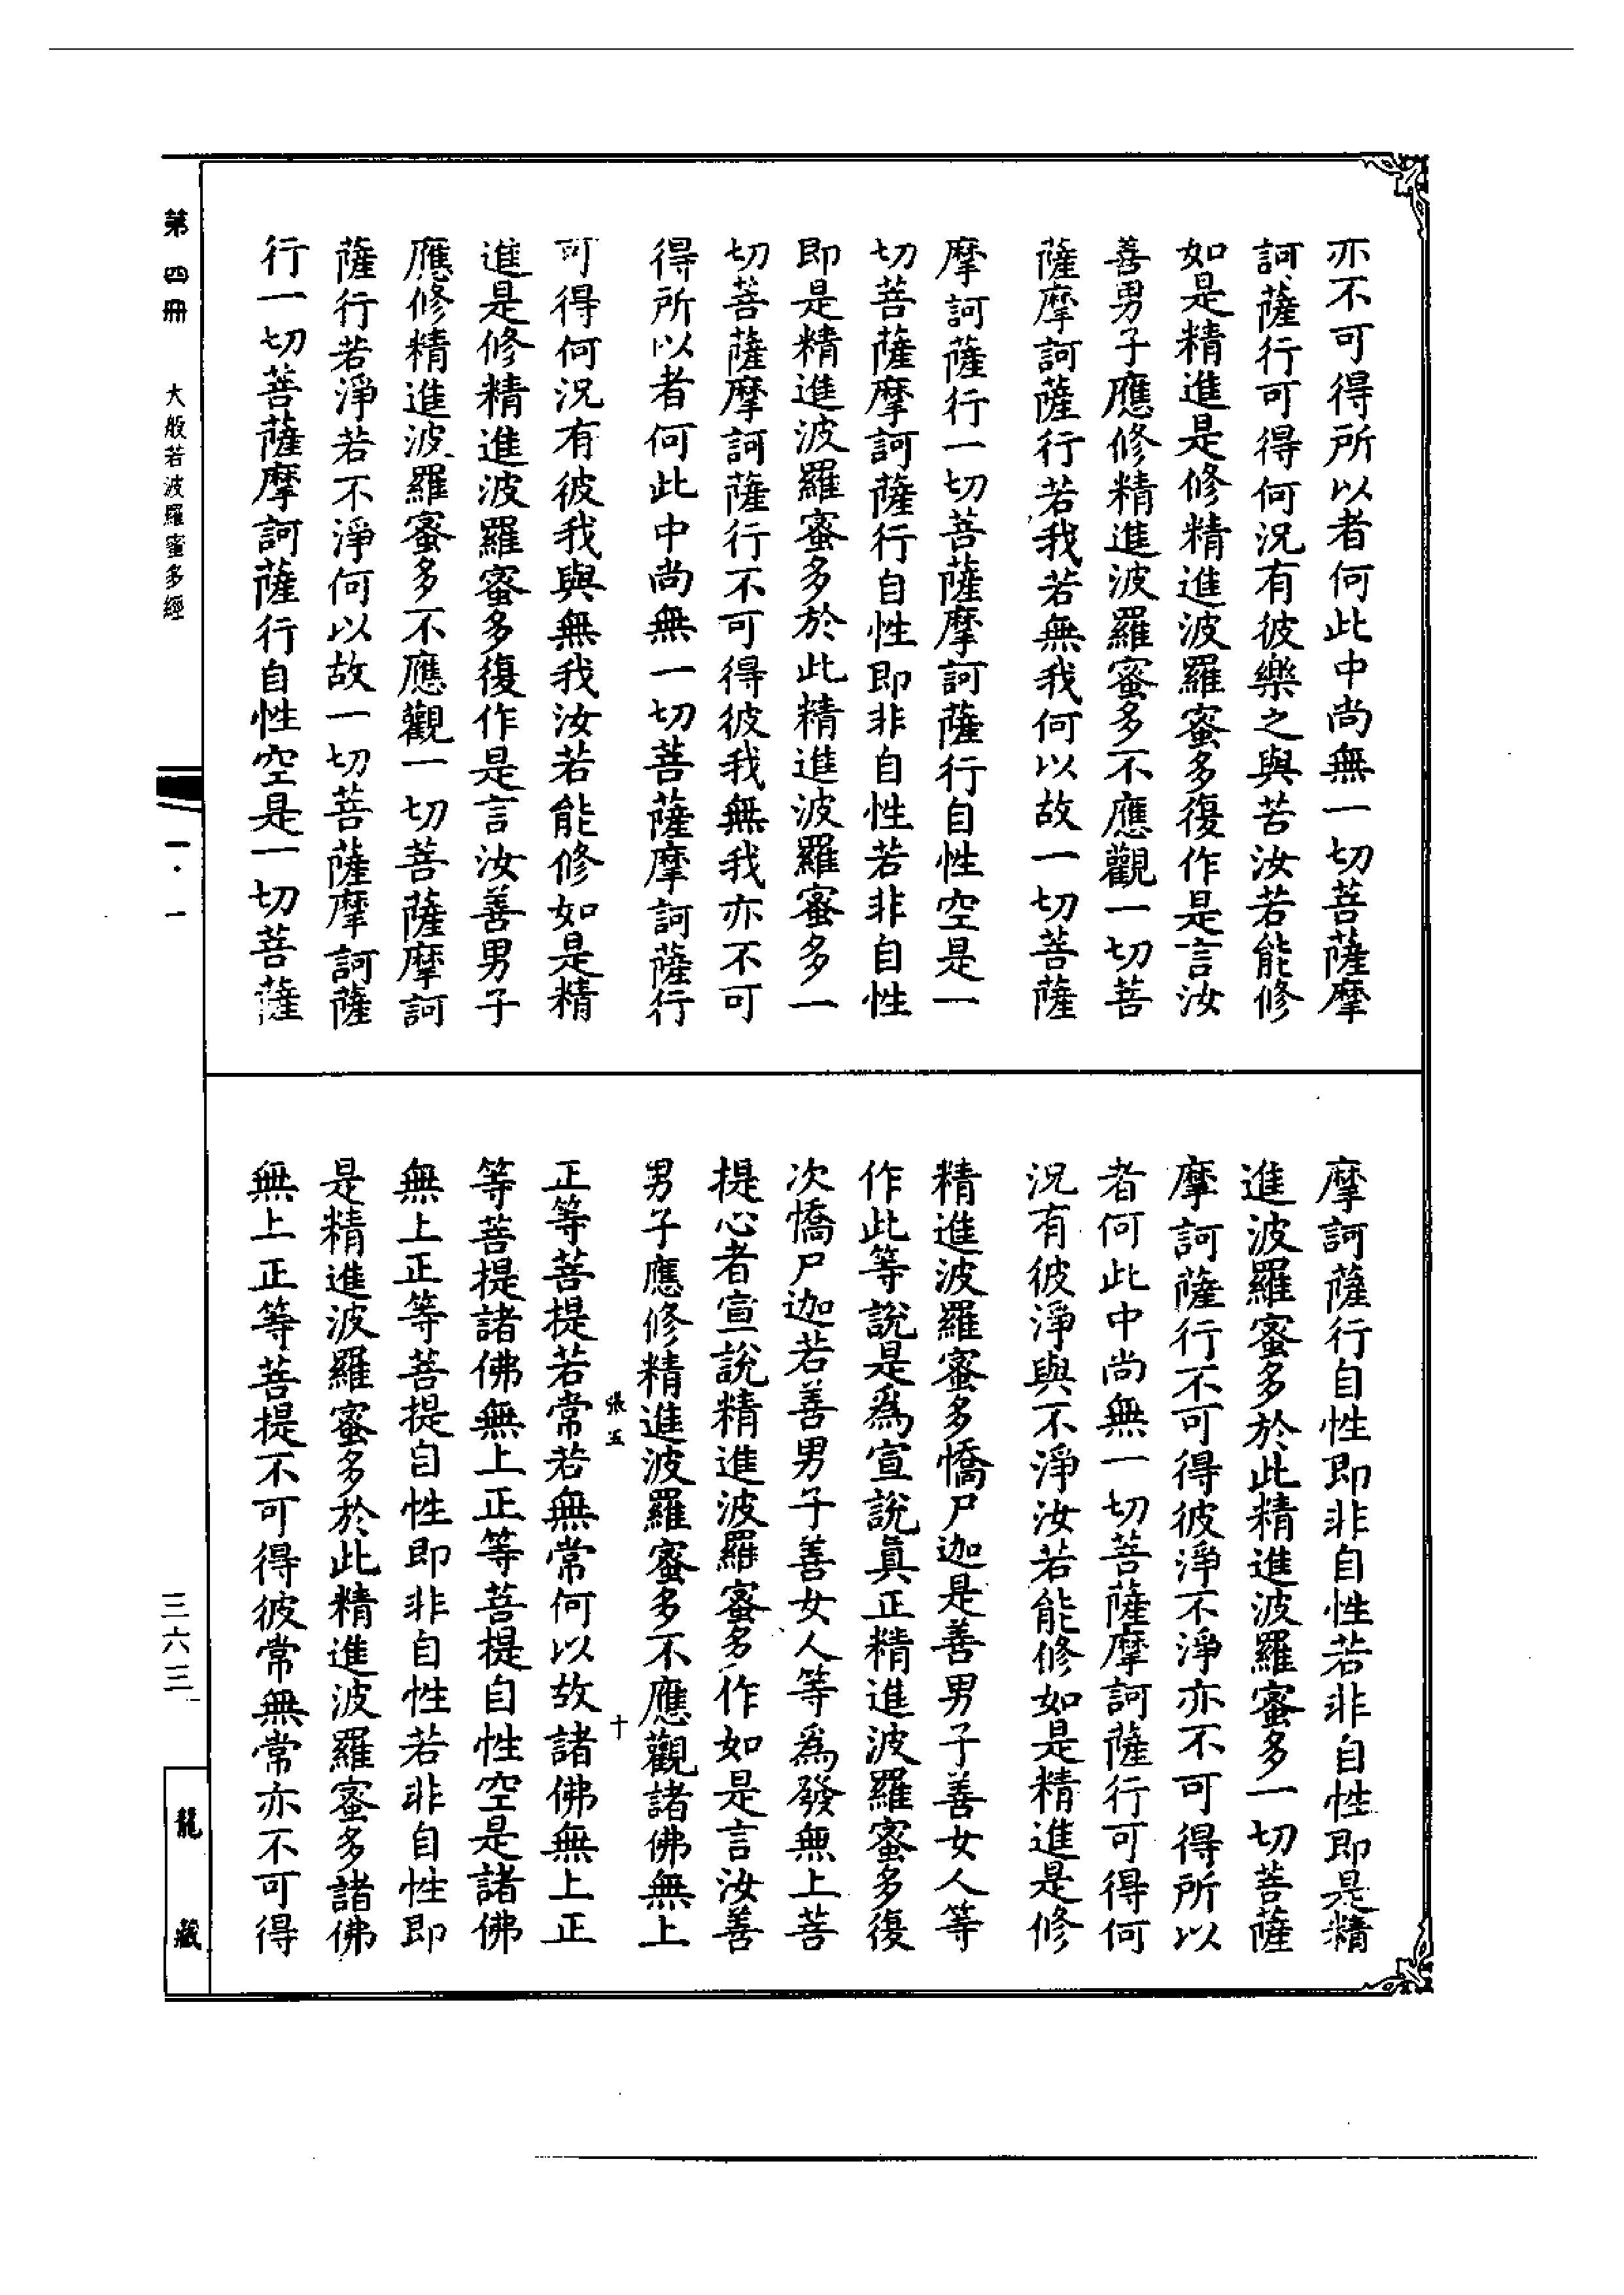 亦不可得所以者何此中尚無一切菩薩摩
訶薩行可得何況有彼樂之與苦汝若能修
如是精進是修精進波羅蜜多復作是言汝
善男子應修精進波羅蜜多不應觀一切菩
薩摩訶薩行若我若無我何以故一切菩薩
摩訶薩行一切菩薩摩訶薩行自性空是一
切菩薩摩訶薩行自性即非自性若非自性
即是精進波羅蜜多於此精進波羅蜜多一
切菩薩摩訶薩行不可得彼我無我亦不可
得所以者何此中尚無一切菩薩摩訶薩行
可得何況有彼我與無我汝若能修如是精
進是修精進波羅蜜多復作是言汝善男子
應修精進波羅蜜多不應觀一切菩薩摩訶
薩行若淨若不淨何以故一切菩薩摩訶薩
行一切菩薩摩訶薩行自性空是一切菩薩
摩訶薩行自性即非自性若非自性即是精
進波羅蜜多於此精進波羅蜜多一切菩薩
摩訶薩行不可得彼淨不淨亦不可得所以
者何此中尚無一切菩薩摩訶薩行可得何
況有彼淨與不淨汝若能修如是精進是修
精進波羅蜜多憍尸迦是善男子善女人等
作此等說是為宣說真正精進波羅蜜多復
次憍尸迦若善男子善女人等為發無上菩
提心者宣說精進波羅蜜多作如是言汝善
男子應修精進波羅蜜多不應觀諸佛無上
張五 十
正等菩提若常若無常何以故諸佛無上正
等菩提諸佛無上正等菩提自性空是諸佛
無上正等菩提自性即非自性若非自性即
是精進波羅蜜多於此精進波羅蜜多諸佛
無上正等菩提不可得彼常無常亦不可得
第四冊 大般若波羅蜜多經 一·一 三六三 龍藏